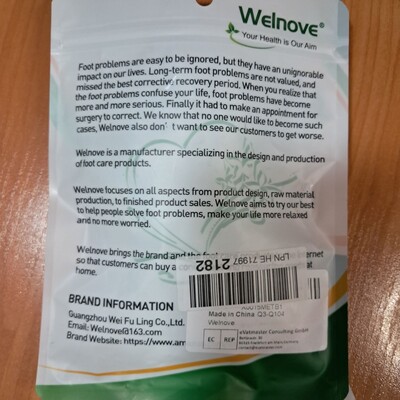 Welnove®
Your Health is Our Aim
Foot problems are easy to be ignored, but they have an unignorable
impact on our lives. Long-term foot problems are not valued, and
missed the best corrective, recovery period. When you realize that
the foot problems confuse your life, foot problems have become
more and more serious. Finally it had to make an appointment for
surgery to correct. We know that no one would like to become such
cases, Welnove also don't want to see our customers to get worse.
Welnove is a manufacturer specializing in the design and production
of foot care products.
Welnove focuses on all aspects from product design, raw material
production, to finished product sales. Welnove aims to try our best
to help people solve foot problems, make your life more relaxed
and no more worried.
Welnove brings the brand and the internet
so that customers can buy a at
home.
LPN HE 71997 2182
BRAND INFORMATION
Guangzhou Wei Fu Ling Co.,Ltd.
Email: Welnove@163.com
Brand Website: https://www.am
Made in China Q3-Q104
Welnove
EC REP
eVatmaster Consulting GmbH